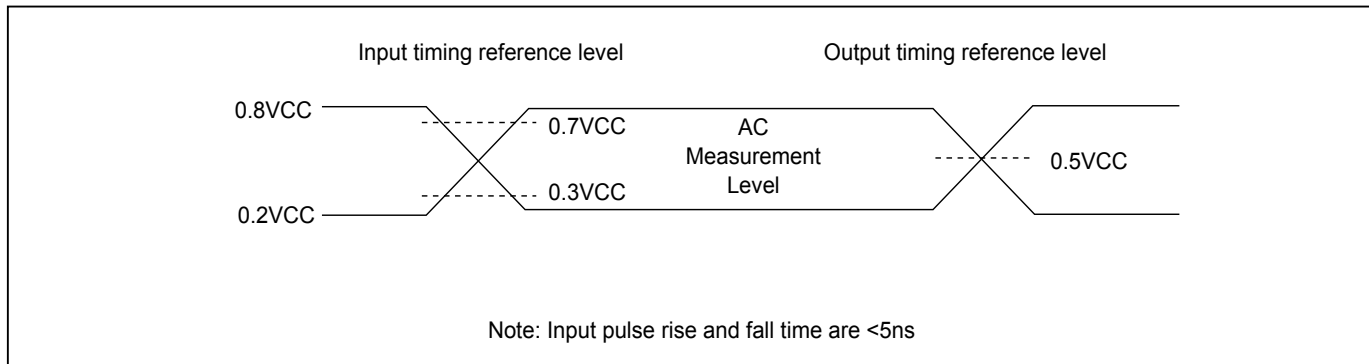 Input timing reference level
Output timing reference level
0.8VCC
0.7VCC
AC
Measurement
Level
0.5VCC
0.3VCC
0.2VCC
Note: Input pulse rise and fall time are <5ns